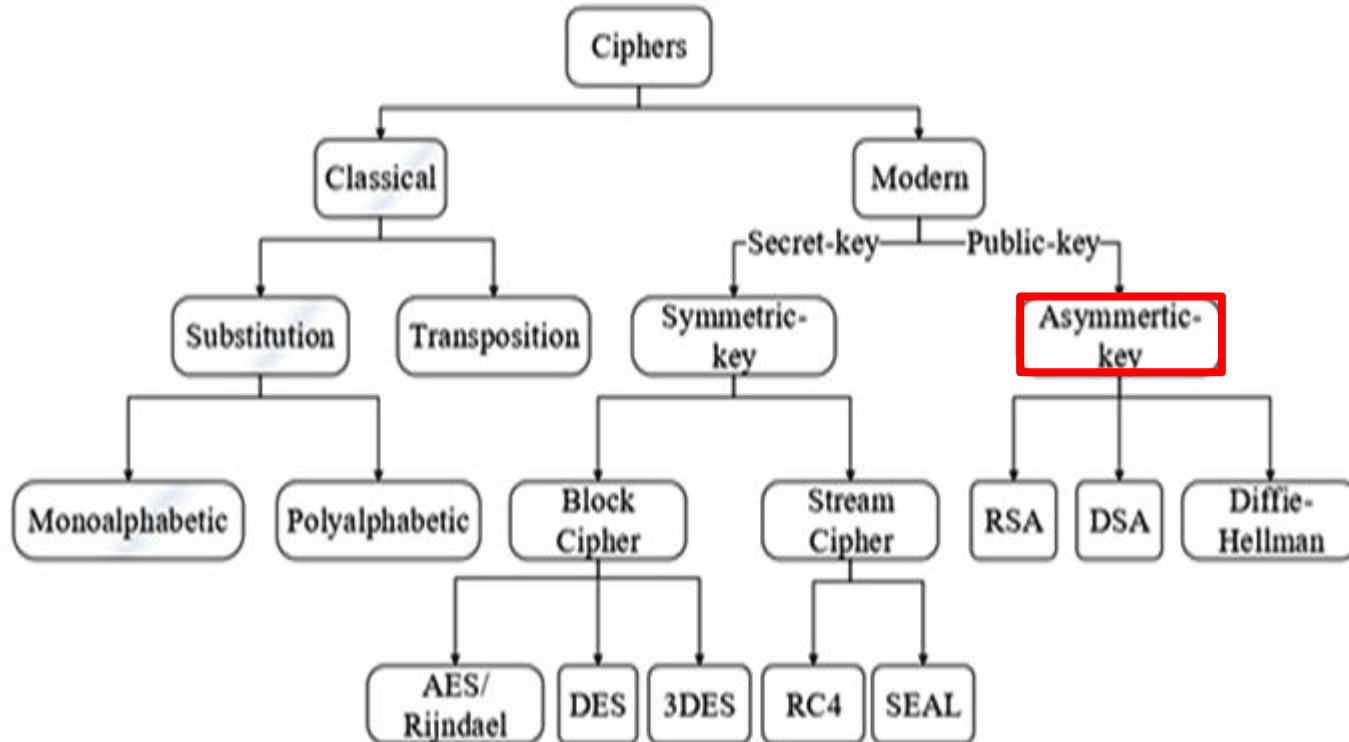 Ciphers
Classical
Modern
Secret-key
Public-key
Substitution
Transposition
Symmetric-
key
Asymmertic-
key
Monoalphabetic
Polyalphabetic
Block
Cipher
Stream
Cipher
RSA
DSA
Diffie-
Hellman
AES/
Rijndael
DES
3DES
RC4
SEAL